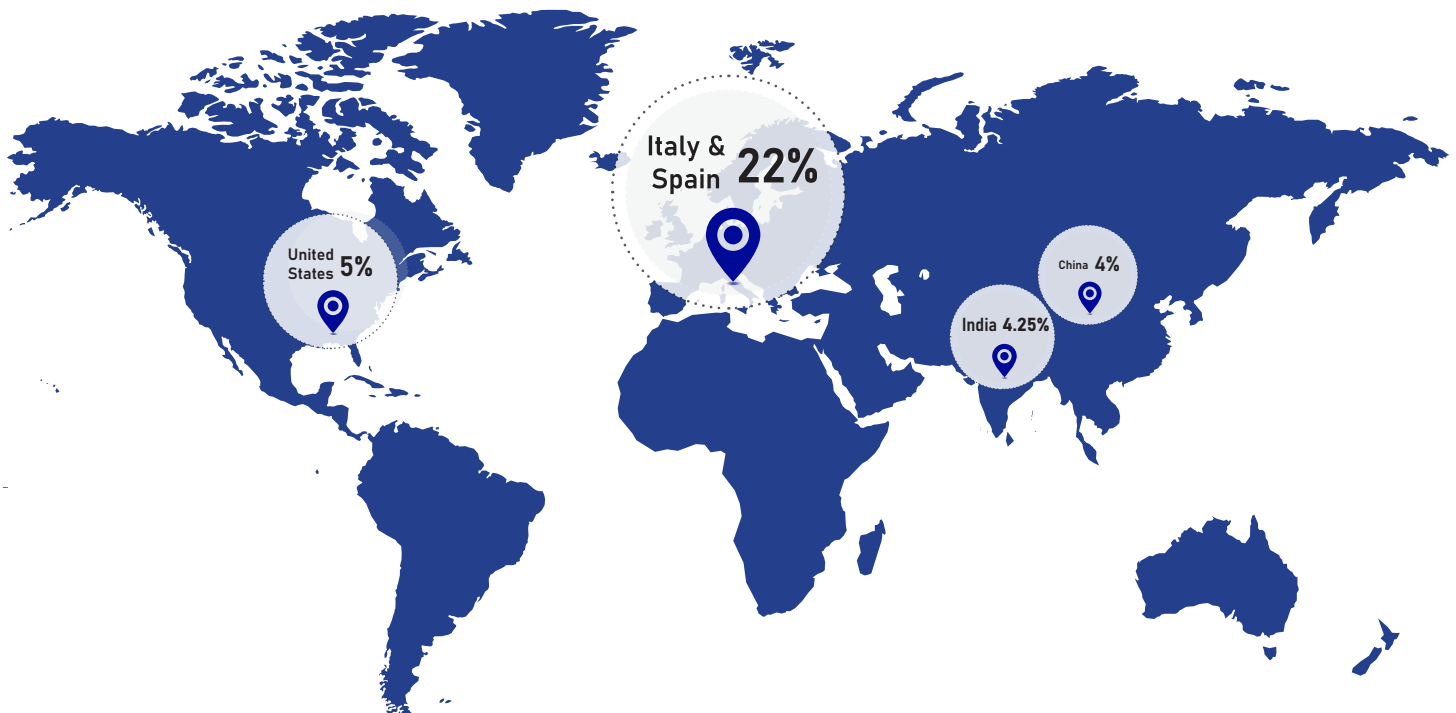 Italy &
Spain 22%
United
States 5%
China 4%
India 4.25%